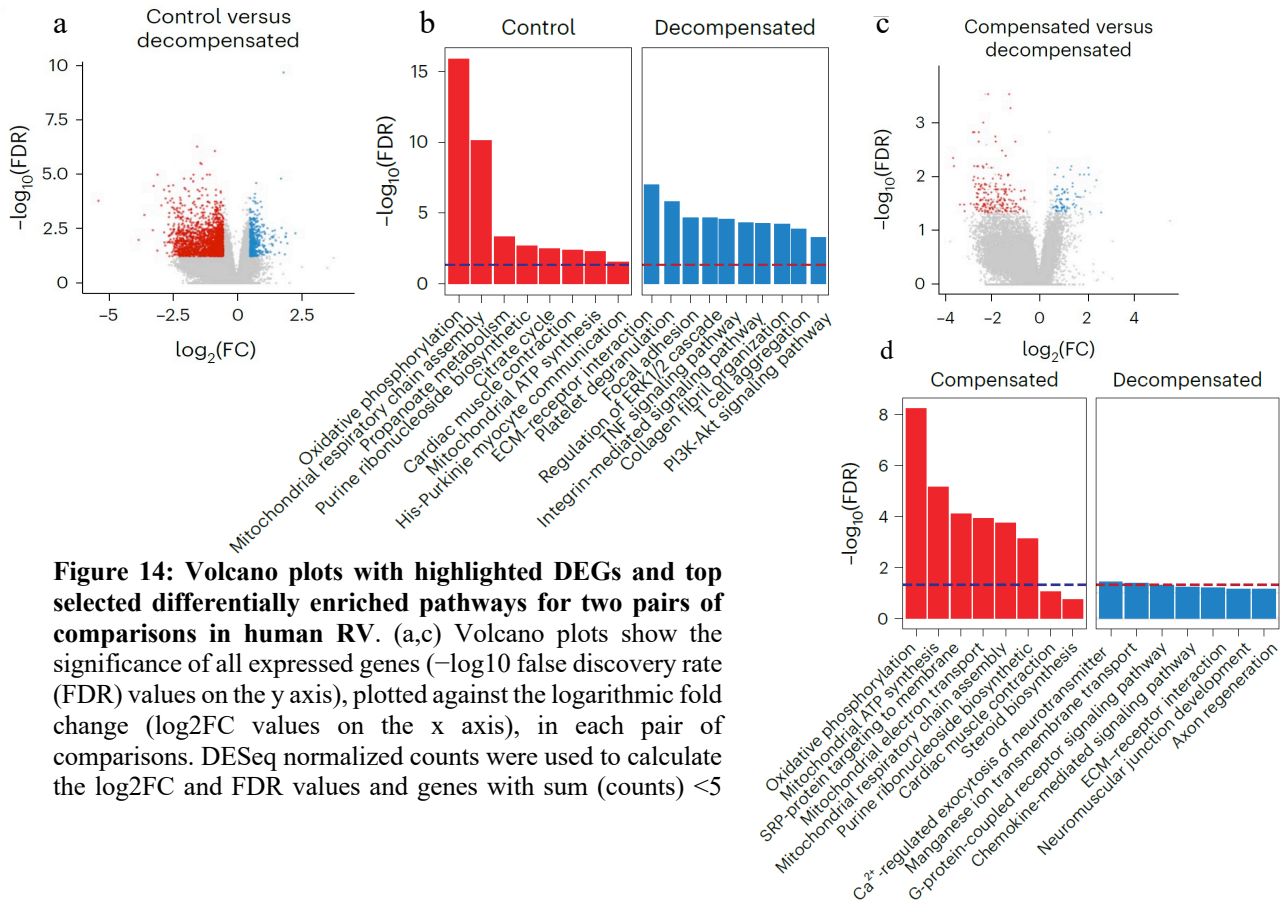 a
Control versus
decompensated
10
7.5
5.0
2.5
0
−log10(FDR)
−5
−2.5
0
2.5
log2(FC)
b
Control
Decompensated
15
10
5
0
−log10(FDR)
Oxidative phosphorylation
Mitochondrial respiratory chain assembly
Propanoate metabolism
Purine ribonucleoside biosynthetic
Citrate cycle
Cardiac muscle contraction
Mitochondrial ATP synthesis
His-Purkinje myocyte communication
ECM–receptor interaction
Platelet degranulation
Focal adhesion
Regulation of ERK1/2 cascade
TNF signaling pathway
Integrin-mediated signaling pathway
Collagen fibril organization
T cell aggregation
PI3K-Akt signaling pathway
c
Compensated versus
decompensated
3
2
1
0
−log10(FDR)
−4
−2
0
2
4
log2(FC)
d
Compensated
Decompensated
8
6
4
2
0
−log10(FDR)
Oxidative phosphorylation
Mitochondrial ATP synthesis
SRP-protein targeting to membrane
Mitochondrial electron transport
Mitochondrial respiratory chain assembly
Purine ribonucleoside biosynthetic
Cardiac muscle contraction
Steroid biosynthesis
Ca2+-regulated exocytosis of neurotransmitter
Manganese ion transmembrane transport
G-protein-coupled receptor signaling pathway
Chemokine-mediated signaling pathway
ECM–receptor interaction
Neuromuscular junction development
Axon regeneration
Figure 14: Volcano plots with highlighted DEGs and top
selected differentially enriched pathways for two pairs of
comparisons in human RV. (a,c) Volcano plots show the
significance of all expressed genes (−log10 false discovery rate
(FDR) values on the y axis), plotted against the logarithmic fold
change (log2FC values on the x axis), in each pair of
comparisons. DESeq normalized counts were used to calculate
the log2FC and FDR values and genes with sum (counts) <5